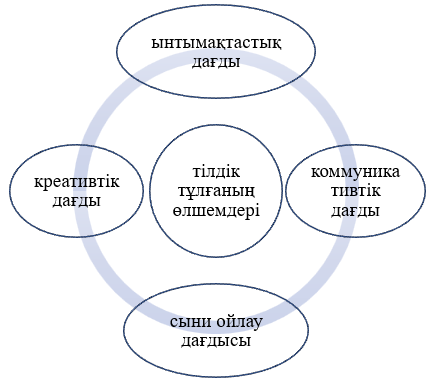 ынтымақтастық
дағды
креативтік
дағды
тілдік
тұлғаның
өлшемдері
коммуника
тивтік
дағды
сыни ойлау
дағдысы